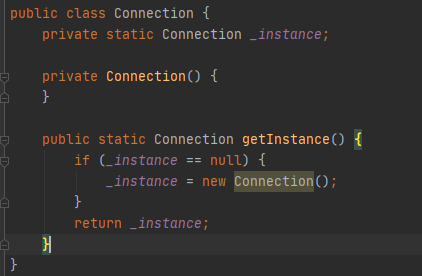 public class Connection {
    private static Connection _instance;

    private Connection() {
    }

    public static Connection getInstance() {
        if (_instance == null) {
            _instance = new Connection();
        }
        return _instance;
    }
}